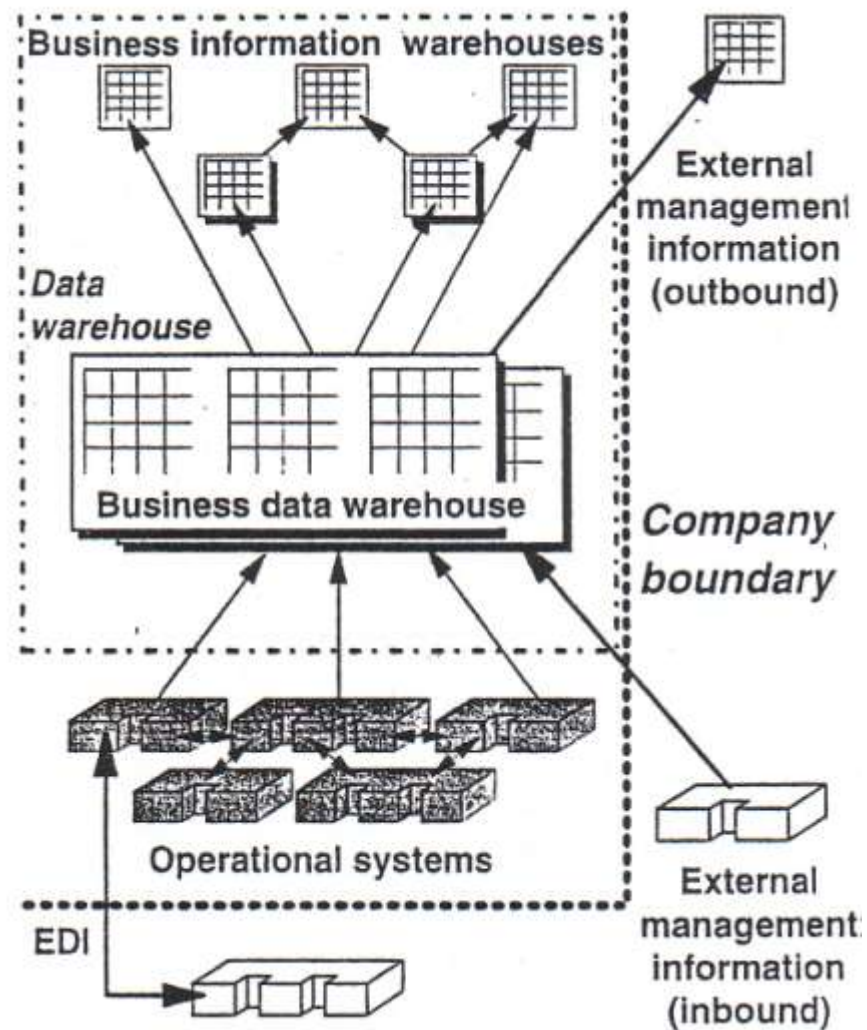 Business information warehouses
External
management
information
(outbound)
Data
warehouse
Business data warehouse
Company
boundary
Operational systems
EDI
External
management
information
(inbound)